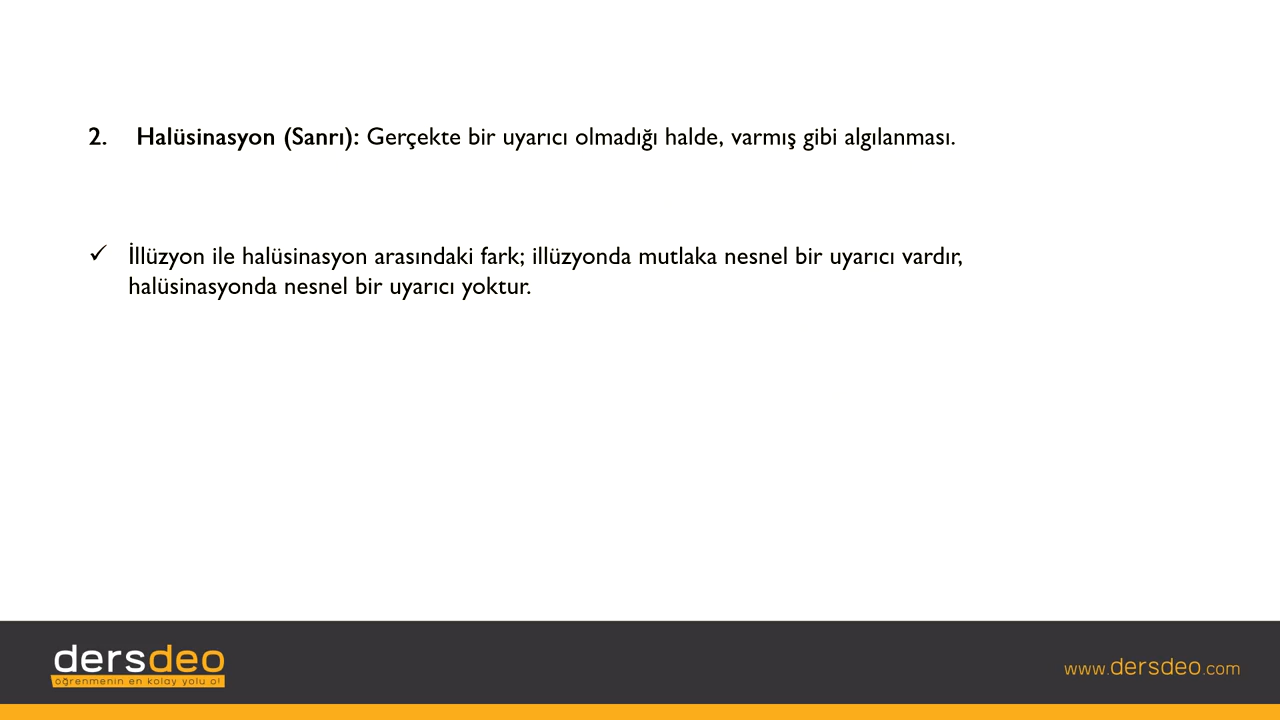 2. Halüsinasyon (Sanrı): Gerçekte bir uyarıcı olmadığı halde, varmış gibi algılanması.
✓ İllüzyon ile halüsinasyon arasındaki fark; illüzyonda mutlaka nesnel bir uyarıcı vardır,
halüsinasyonda nesnel bir uyarıcı yoktur.
dersdeo
öğrenmenin en kolay yolu o!
www.dersdeo.com